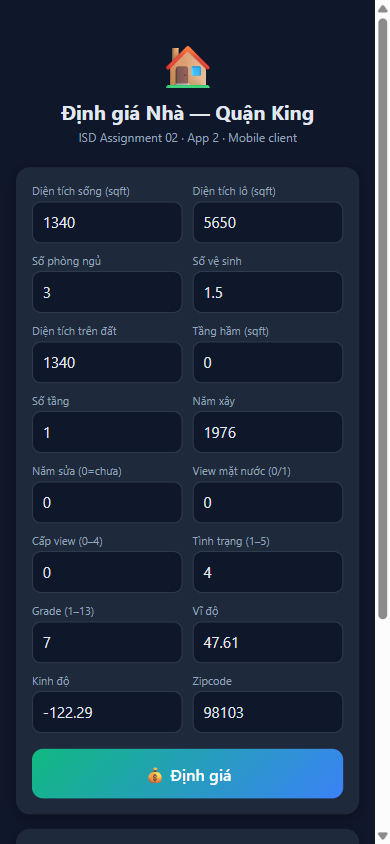 Định giá Nhà — Quận King
ISD Assignment 02 · App 2 · Mobile client
Diện tích sống (sqft) Diện tích lô (sqft)
1340 5650
Số phòng ngủ Số vệ sinh
3 1.5
Diện tích trên đất Tầng hầm (sqft)
1340 0
Số tầng Năm xây
1 1976
Năm sửa (0=chưa) View mặt nước (0/1)
0 0
Cấp view (0–4) Tình trạng (1–5)
0 4
Grade (1–13) Vĩ độ
7 47.61
Kinh độ Zipcode
-122.29 98103
Định giá